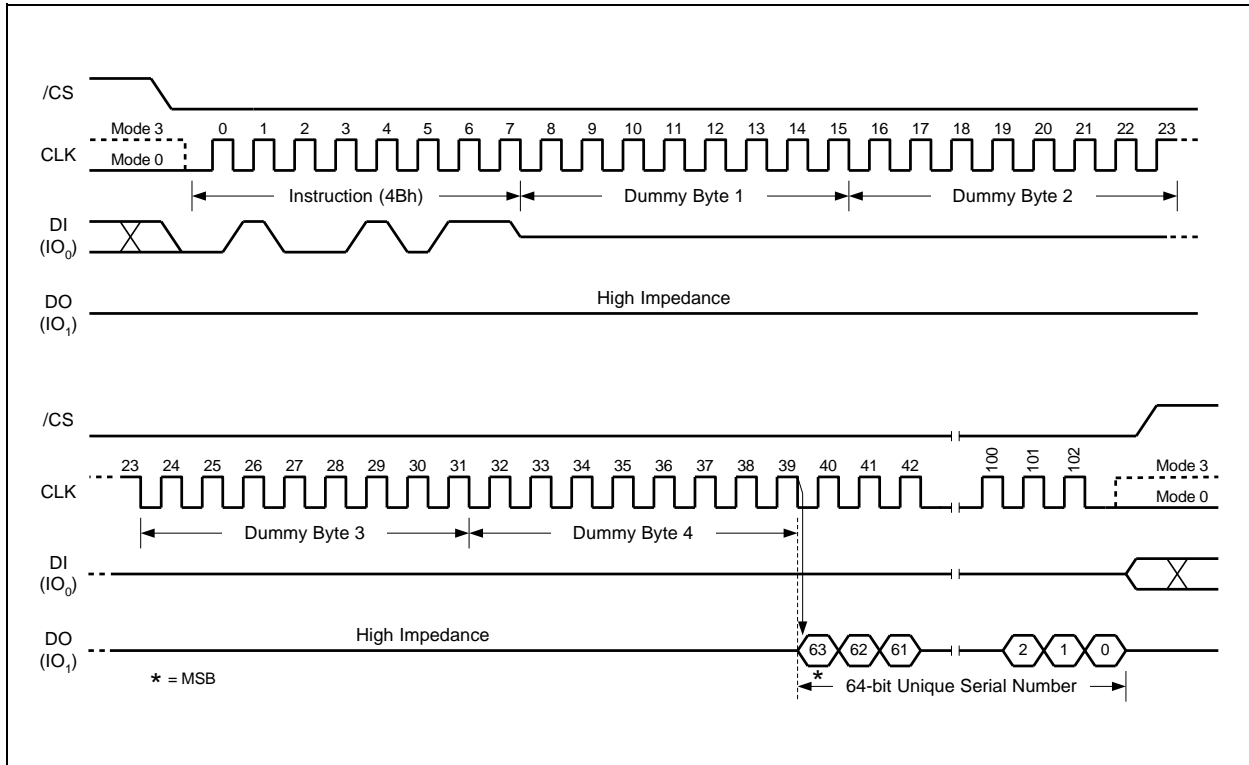 /CS
Mode 3 0 1 2 3 4 5 6 7 8 9 10 11 12 13 14 15 16 17 18 19 20 21 22 23
CLK
Mode 0
Instruction (4Bh) Dummy Byte 1 Dummy Byte 2
DI
(IO0)
High Impedance
DO
(IO1)
/CS
23 24 25 26 27 28 29 30 31 32 33 34 35 36 37 38 39 40 41 42 100 101 102 Mode 3
CLK
Mode 0
Dummy Byte 3 Dummy Byte 4
DI
(IO0)
High Impedance
DO
(IO1)
63 62 61 2 1 0
* = MSB
*
64-bit Unique Serial Number